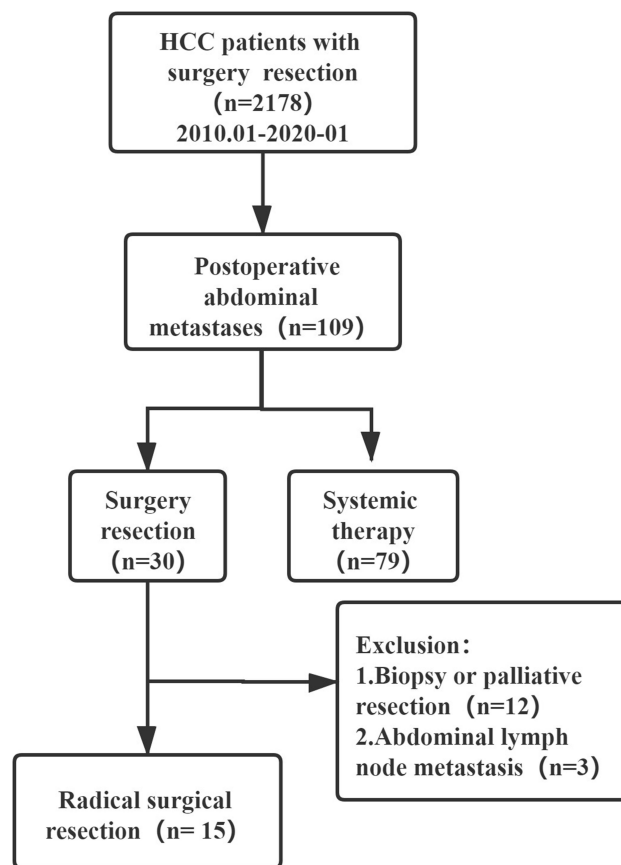 HCC patients with
surgery resection
(n=2178)
2010.01-2020-01
Postoperative
abdominal
metastases（n=109）
Surgery
resection
(n=30)
Systemic
therapy
(n=79)
Exclusion：
1.Biopsy or palliative
resection（n=12）
2.Abdominal lymph
node metastasis（n=3）
Radical surgical
resection（n= 15）